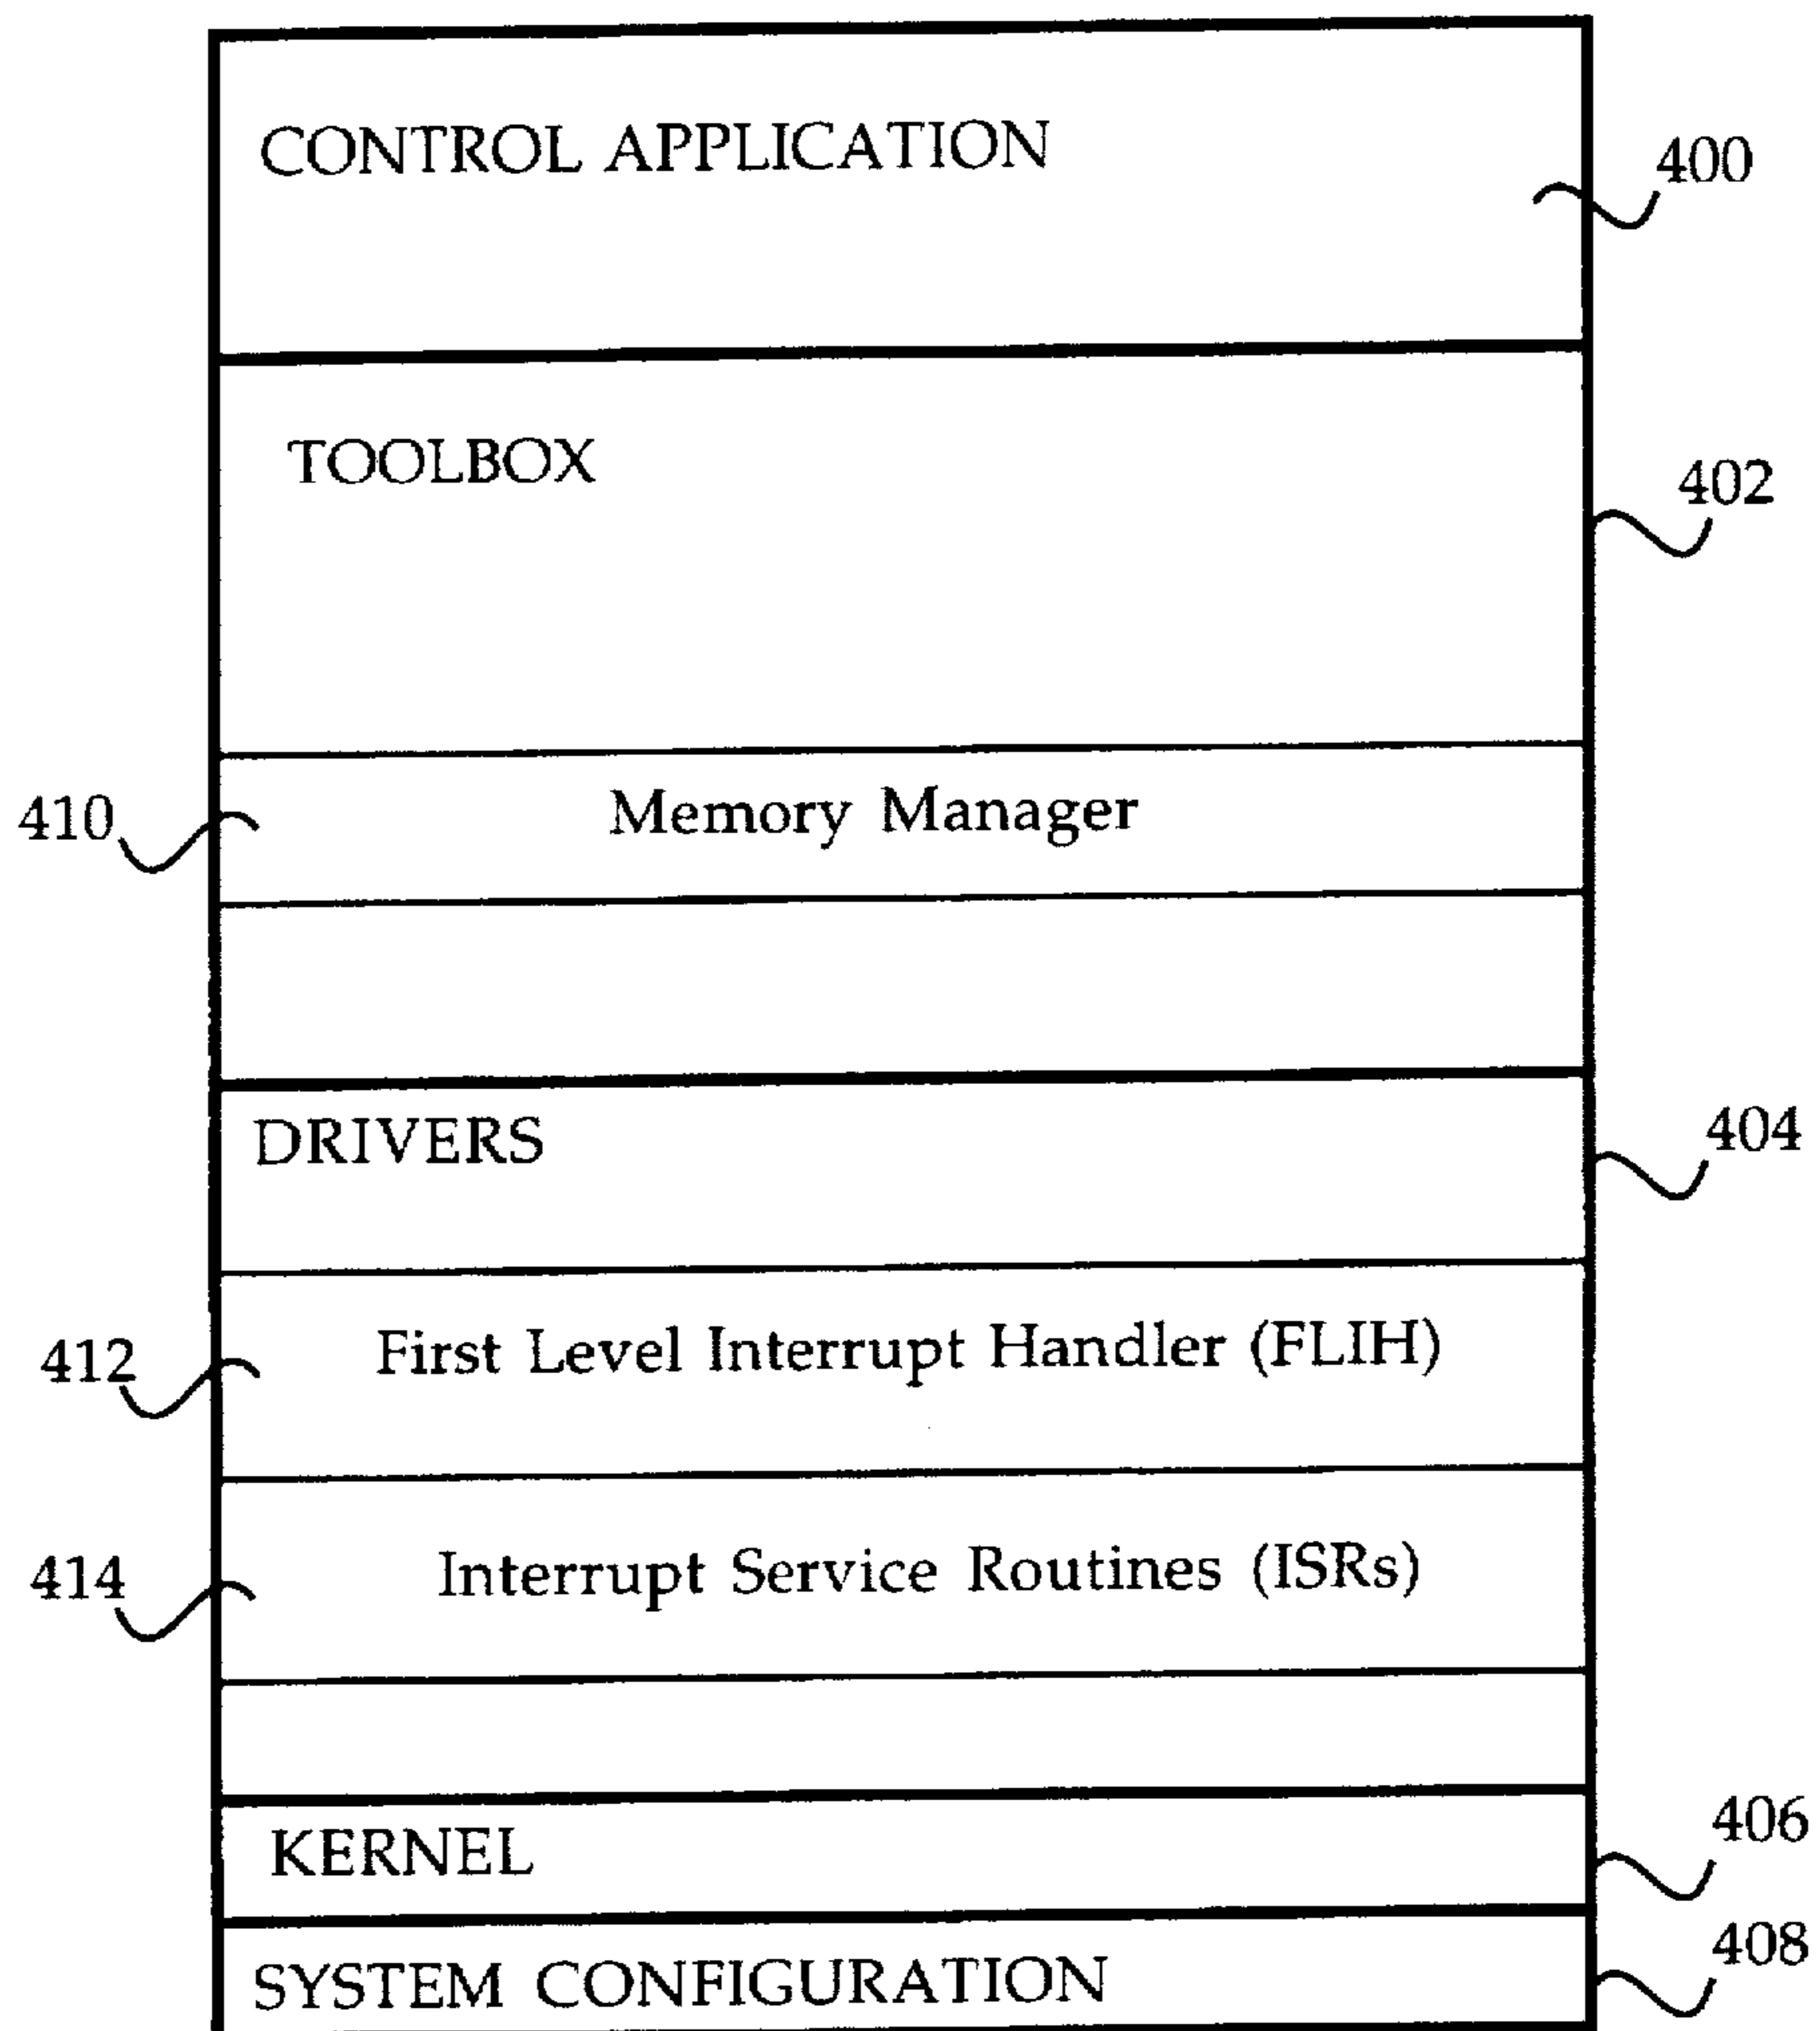 CONTROL APPLICATION
400
TOOLBOX
402
410
Memory Manager
DRIVERS
404
412
First Level Interrupt Handler (FLIH)
414
Interrupt Service Routines (ISRs)
KERNEL
406
SYSTEM CONFIGURATION
408